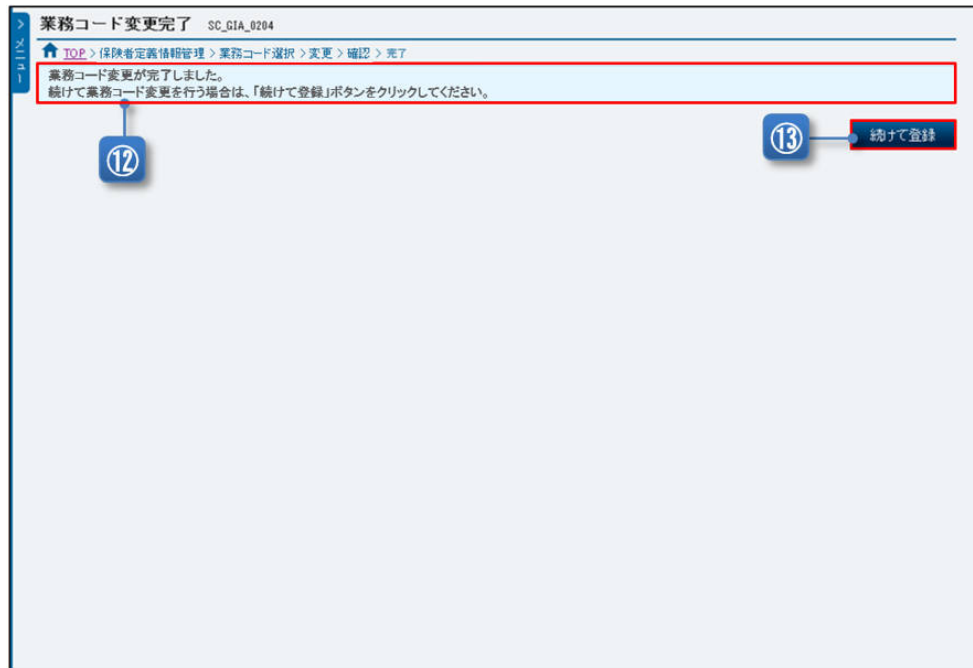 業務コード変更完了 SC_GIA_0204
> メニュー
TOP > 保険者定義情報管理 > 業務コード選択 > 変更 > 確認 > 完了
業務コード変更が完了しました。
続けて業務コード変更を行う場合は、「続けて登録」ボタンをクリックしてください。
⑬
続けて登録
⑫